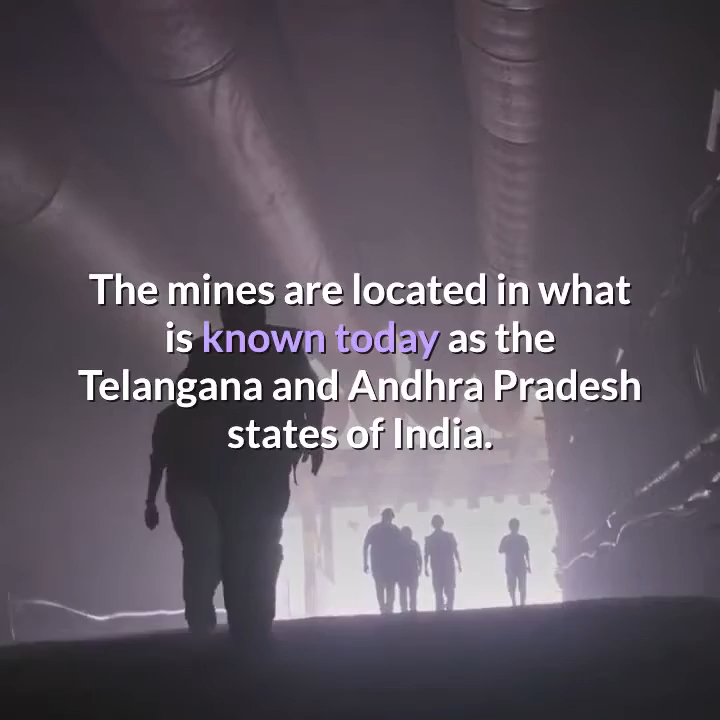 The mines are located in what
is known today as the
Telangana and Andhra Pradesh
states of India.